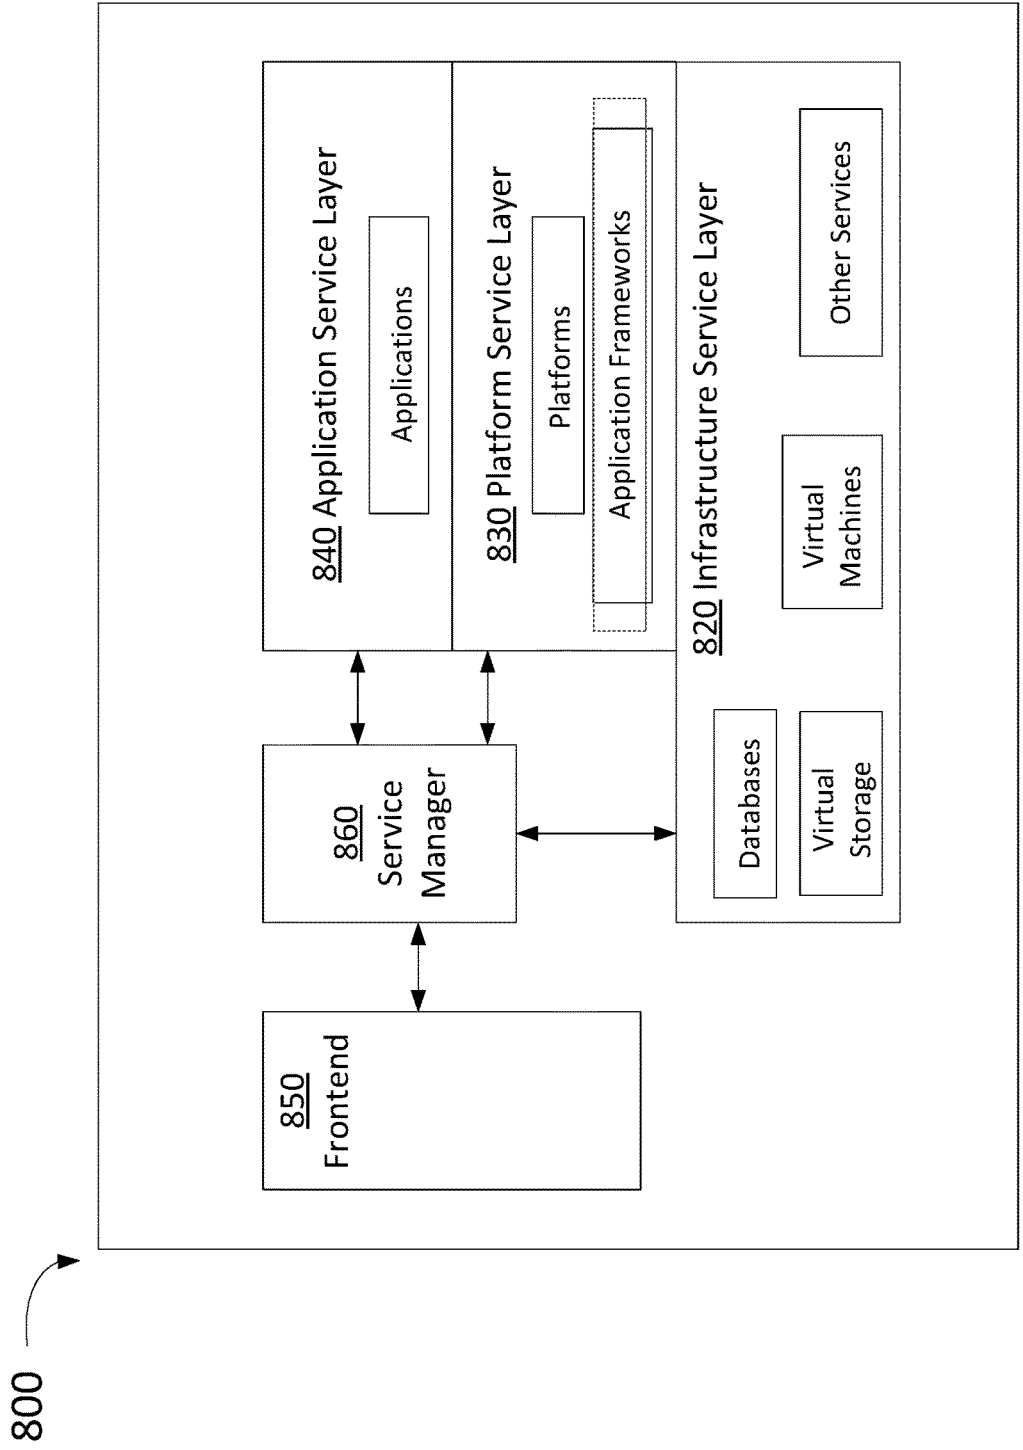 800
850
Frontend
860
Service
Manager
840 Application Service Layer
Applications
830 Platform Service Layer
Platforms
Application Frameworks
820 Infrastructure Service Layer
Databases
Virtual
Storage
Virtual
Machines
Other Services